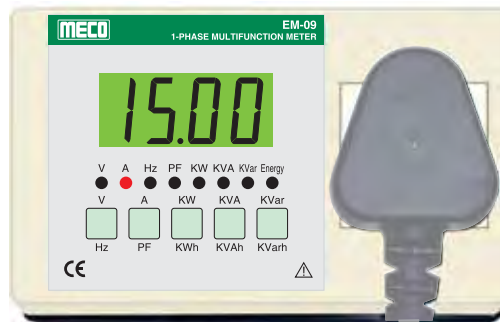 MECO
EM-09
1-PHASE MULTIFUNCTION METER
15.00
V A Hz PF KW KVA KVar Energy
V A KW KVA KVar
Hz PF KWh KVAh KVarh
CE